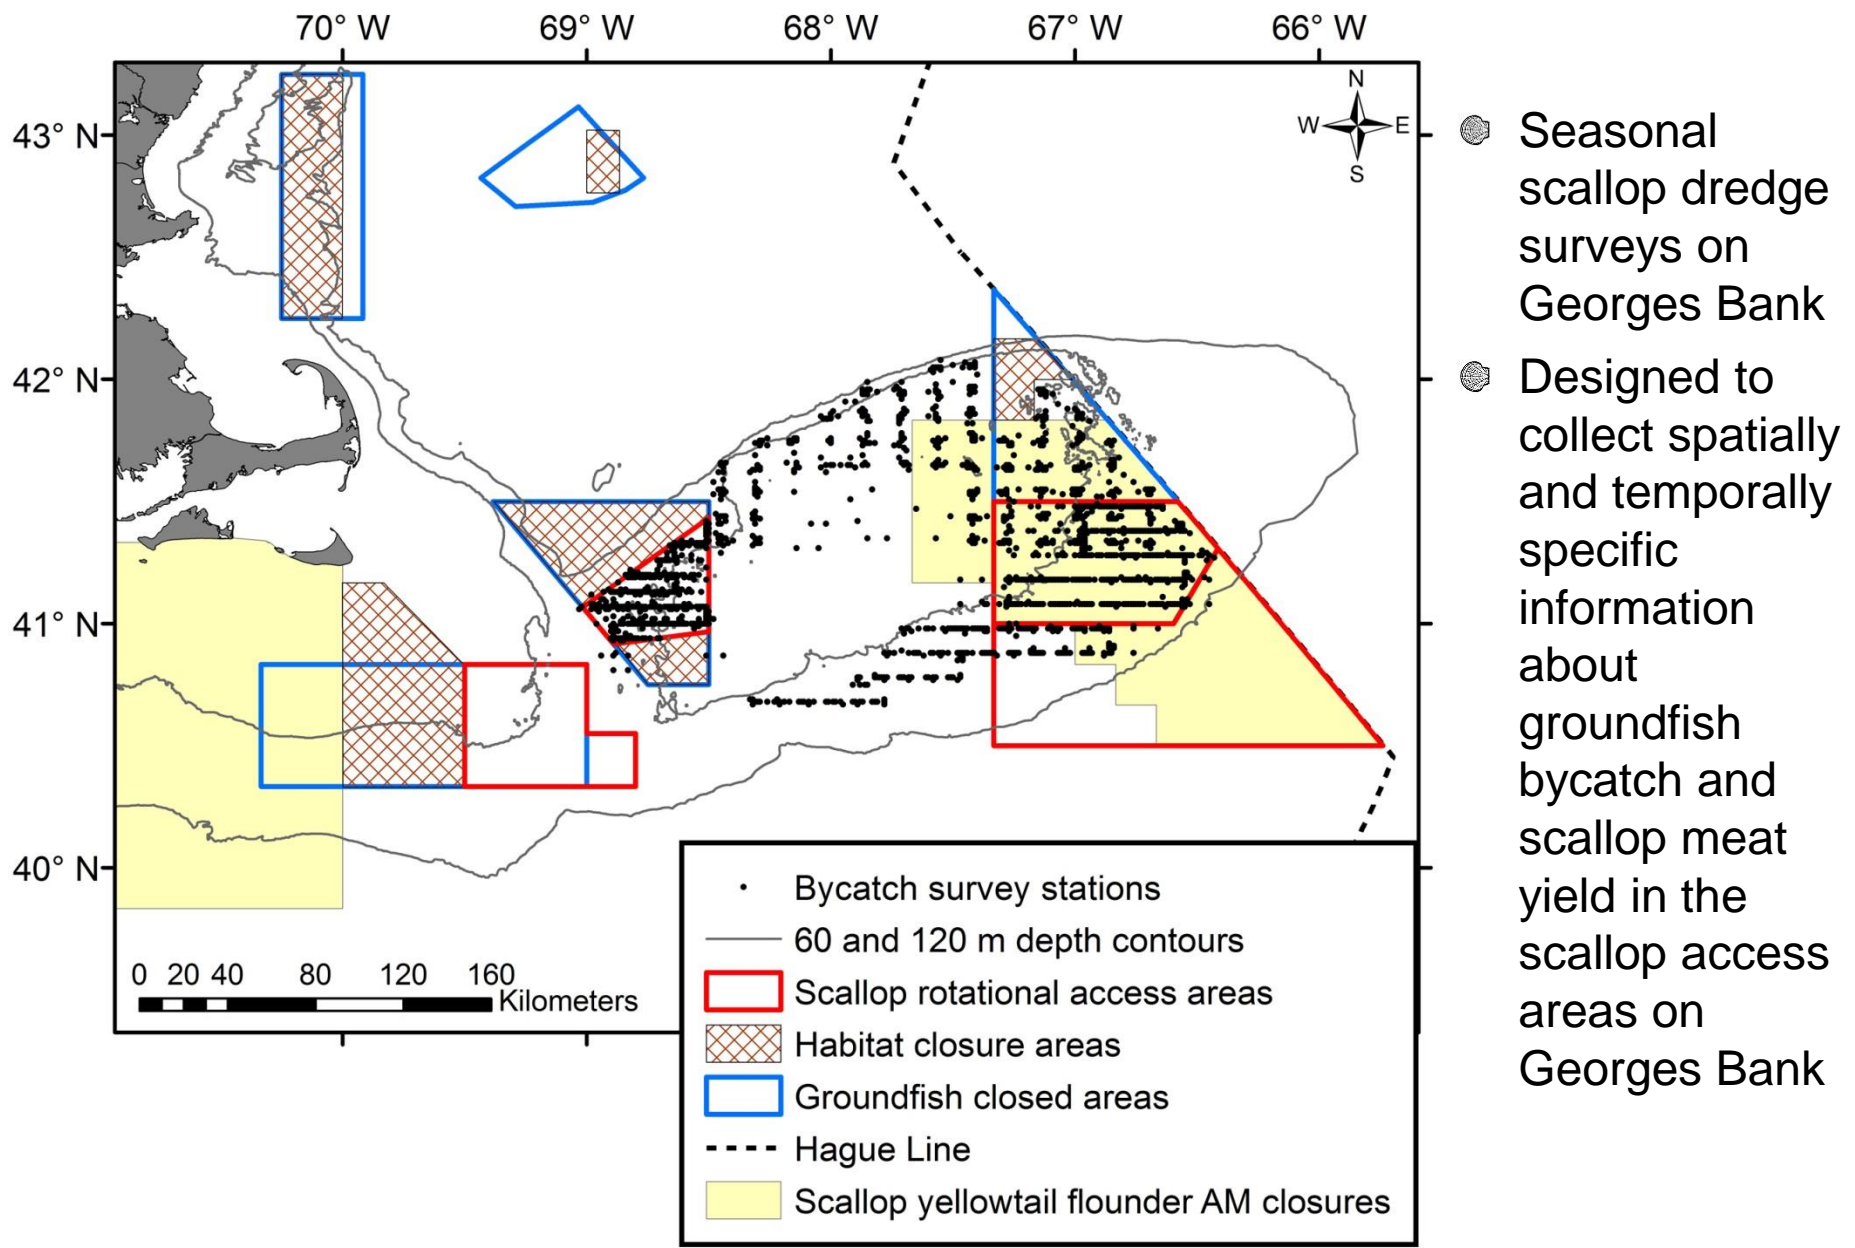 70° W 69° W 68° W 67° W 66° W
43° N
42° N
41° N
40° N
N
W E
S
0 20 40 80 120 160
Kilometers
Bycatch survey stations
60 and 120 m depth contours
Scallop rotational access areas
Habitat closure areas
Groundfish closed areas
Hague Line
Scallop yellowtail flounder AM closures
Seasonal
scallop dredge
surveys on
Georges Bank
Designed to
collect spatially
and temporally
specific
information
about
groundfish
bycatch and
scallop meat
yield in the
scallop access
areas on
Georges Bank